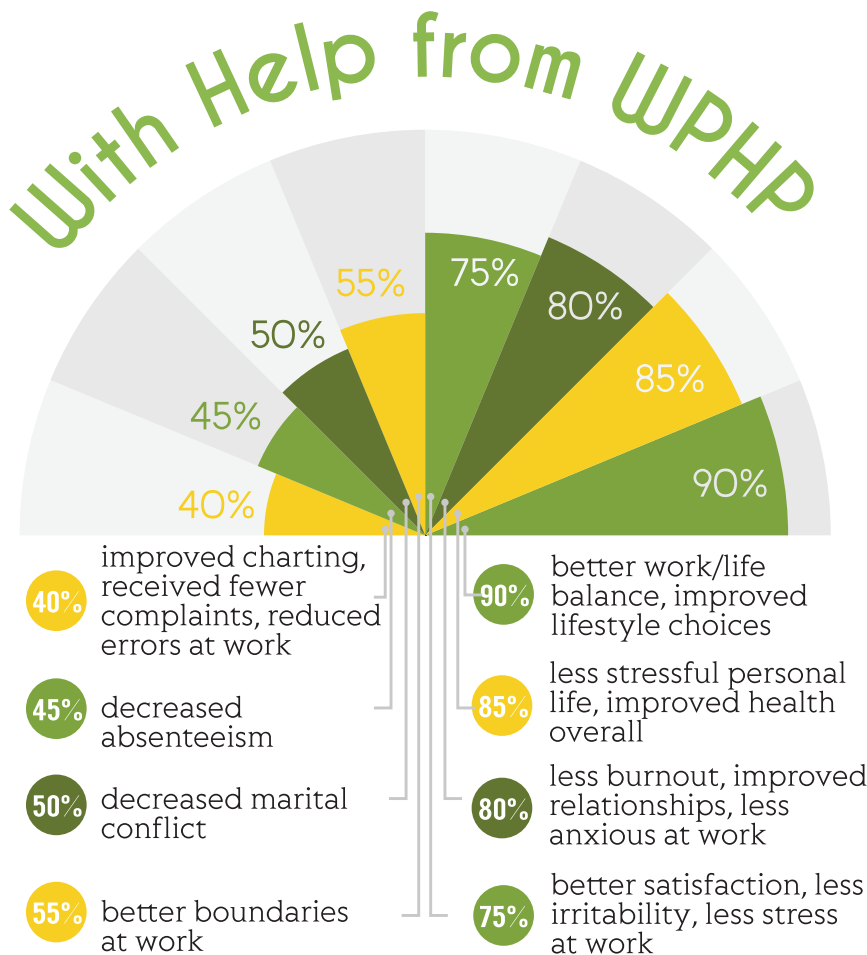 With Help from WPHP
40%
45%
50%
55%
75%
80%
85%
90%
40%
improved charting,
received fewer
complaints, reduced
errors at work
45%
decreased
absenteeism
50%
decreased marital
conflict
55%
better boundaries
at work
90%
better work/life
balance, improved
lifestyle choices
85%
less stressful personal
life, improved health
overall
80%
less burnout, improved
relationships, less
anxious at work
75%
better satisfaction, less
irritability, less stress
at work